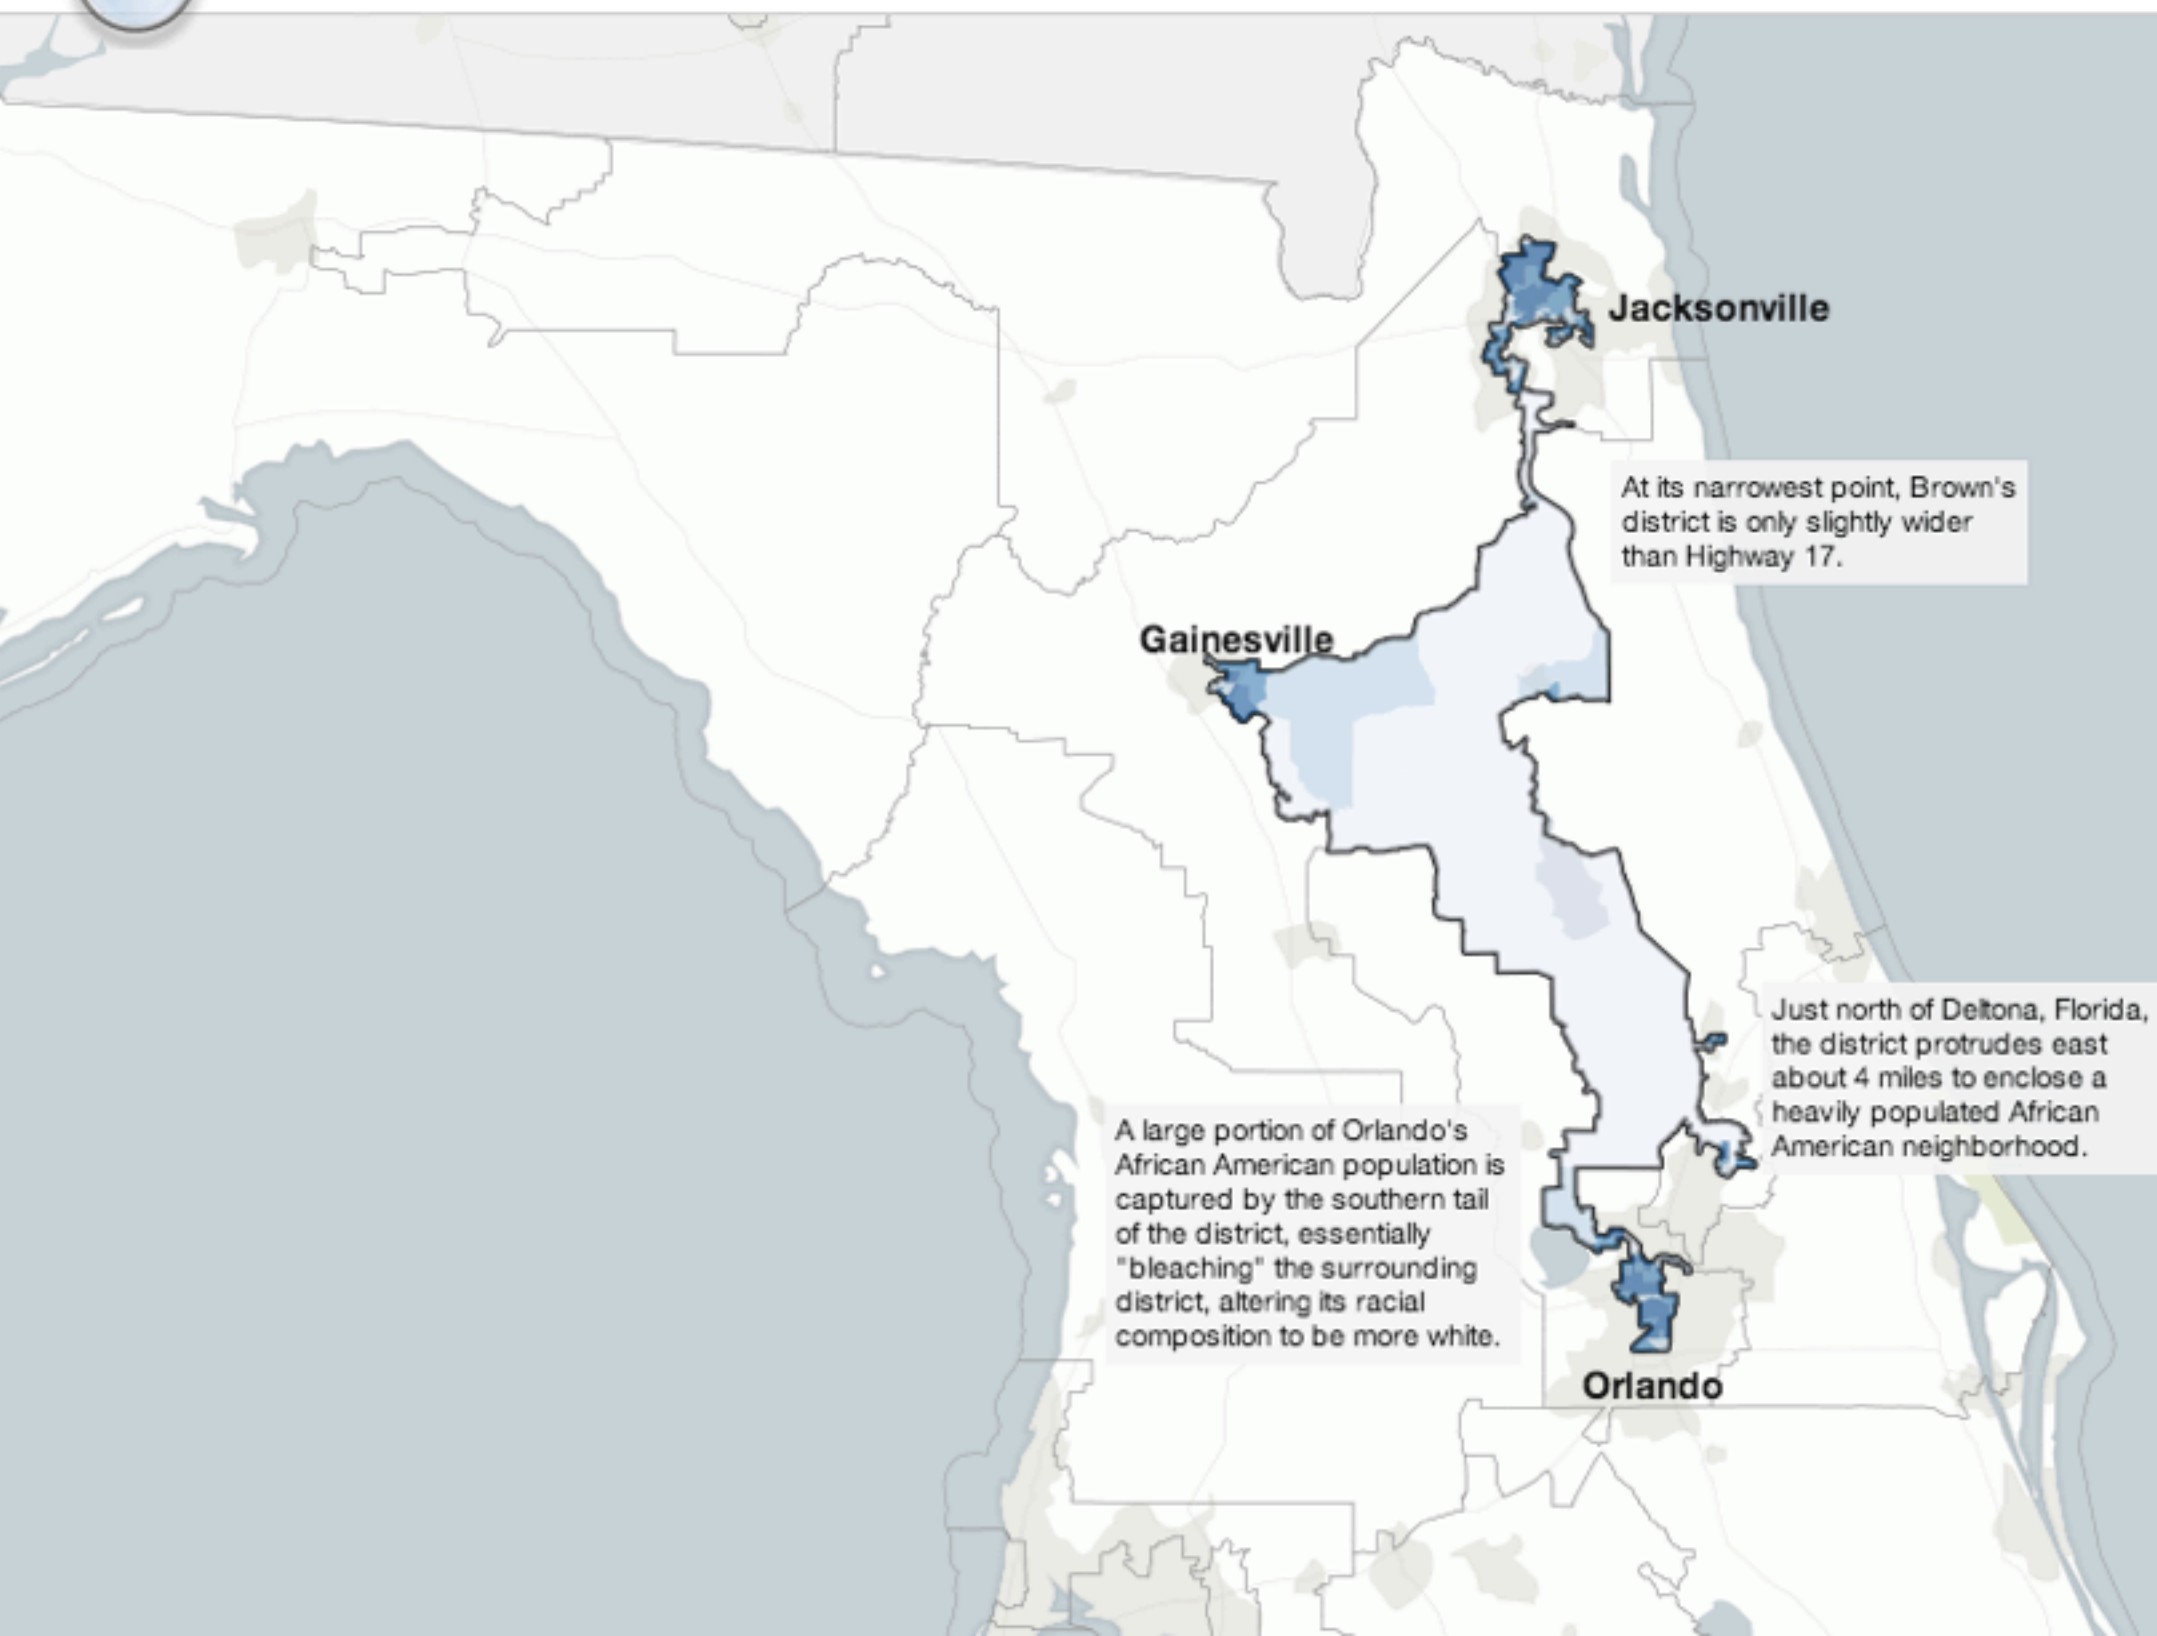 Jacksonville
At its narrowest point, Brown's
district is only slightly wider
than Highway 17.
Gainesville
Just north of Deltona, Florida,
the district protrudes east
about 4 miles to enclose a
heavily populated African
American neighborhood.
A large portion of Orlando's
African American population is
captured by the southern tail
of the district, essentially
"bleaching" the surrounding
district, altering its racial
composition to be more white.
Orlando